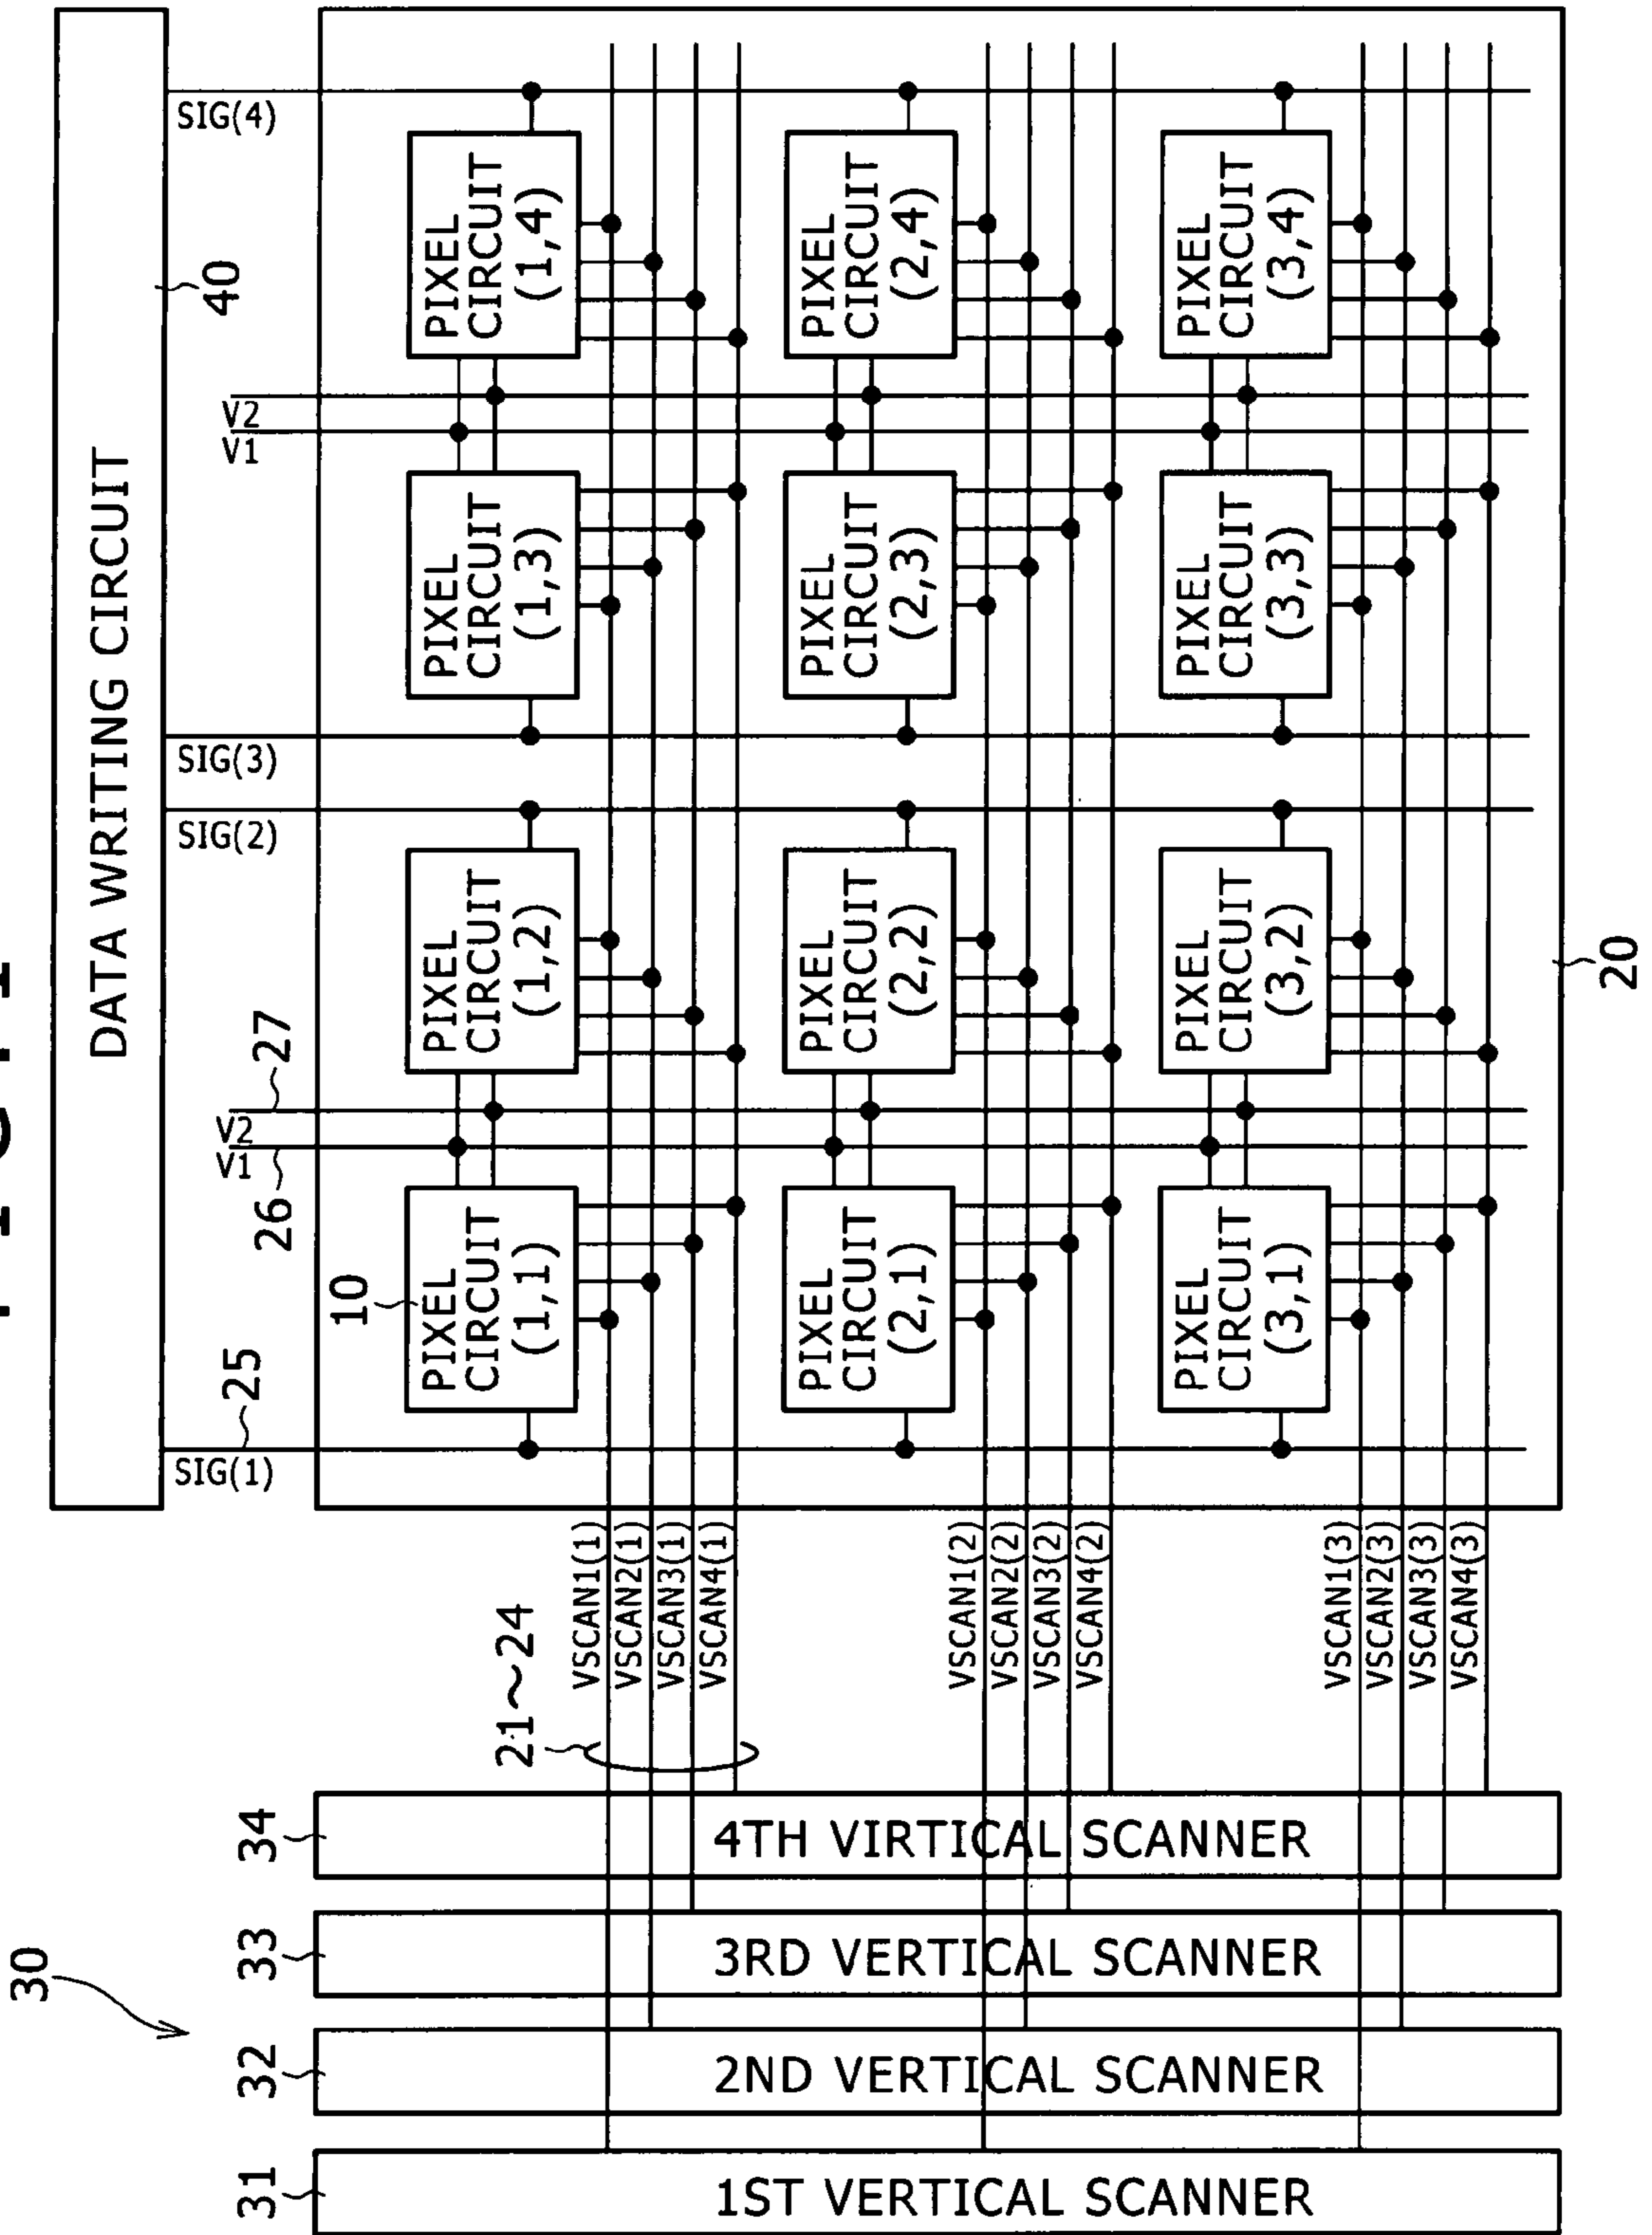 DATA WRITING CIRCUIT
40
SIG(4)
SIG(3)
SIG(2)
SIG(1)
25
V2
V1
V2
V1
27
26
10
PIXEL
CIRCUIT
(1,4)
PIXEL
CIRCUIT
(2,4)
PIXEL
CIRCUIT
(3,4)
PIXEL
CIRCUIT
(1,3)
PIXEL
CIRCUIT
(2,3)
PIXEL
CIRCUIT
(3,3)
PIXEL
CIRCUIT
(1,2)
PIXEL
CIRCUIT
(2,2)
PIXEL
CIRCUIT
(3,2)
PIXEL
CIRCUIT
(1,1)
PIXEL
CIRCUIT
(2,1)
PIXEL
CIRCUIT
(3,1)
20
VSCAN1(1)
VSCAN2(1)
VSCAN3(1)
VSCAN4(1)
VSCAN1(2)
VSCAN2(2)
VSCAN3(2)
VSCAN4(2)
VSCAN1(3)
VSCAN2(3)
VSCAN3(3)
VSCAN4(3)
21~24
34
4TH VIRTICAL SCANNER
30
33
3RD VERTICAL SCANNER
32
2ND VERTICAL SCANNER
31
1ST VERTICAL SCANNER